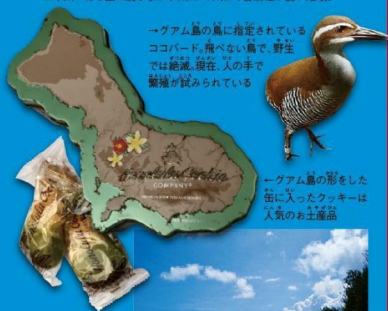 →グアム島の鳥に指定されている
ココバード。飛べない鳥で、野生
では絶滅。現在、人の手で
繁殖が試みられている
COMPANY®
←グアム島の形をした
缶に入ったクッキーは
人気のお土産品